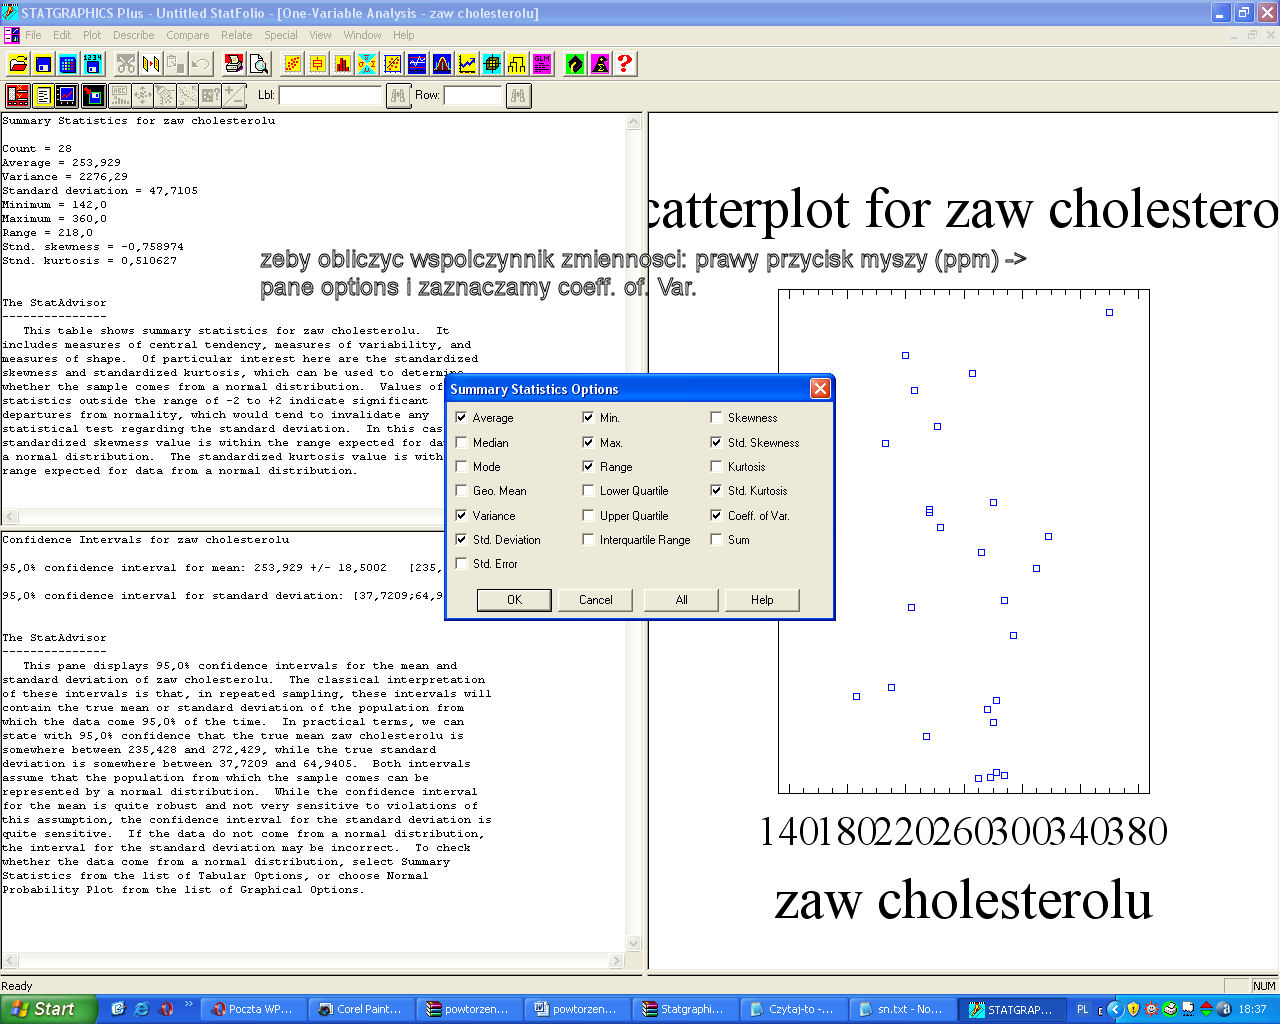 STATGRAPHICS Plus - Untitled StatFolio - [One-Variable Analysis - zaw cholesterolu]
File Edit Plot Describe Compare Relate Special View Window Help
Lbl: Row:
Summary Statistics for zaw cholesterolu
Count = 28
Average = 253,929
Variance = 2276,29
Standard deviation = 47,7105
Minimum = 142,0
Maximum = 360,0
Range = 218,0
Stnd. skewness = -0,758974
Stnd. kurtosis = 0,510627
The StatAdvisor
---------------
This table shows summary statistics for zaw cholesterolu. It
includes measures of central tendency, measures of variability, and
measures of shape. Of particular interest here are the standardized
skewness and standardized kurtosis, which can be used to determine
whether the sample comes from a normal distribution. Values of
statistics outside the range of -2 to +2 indicate significant
departures from normality, which would tend to invalidate any
statistical test regarding the standard deviation. In this cas
standardized skewness value is within the range expected for da
a normal distribution. The standardized kurtosis value is with
range expected for data from a normal distribution.
Confidence Intervals for zaw cholesterolu
95,0% confidence interval for mean: 253,929 +/- 18,5002 [235,
95,0% confidence interval for standard deviation: [37,7209;64,9
The StatAdvisor
---------------
This pane displays 95,0% confidence intervals for the mean and
standard deviation of zaw cholesterolu. The classical interpretation
of these intervals is that, in repeated sampling, these intervals will
contain the true mean or standard deviation of the population from
which the data come 95,0% of the time. In practical terms, we can
state with 95,0% confidence that the true mean zaw cholesterolu is
somewhere between 235,428 and 272,429, while the true standard
deviation is somewhere between 37,7209 and 64,9405. Both intervals
assume that the population from which the sample comes can be
represented by a normal distribution. While the confidence interval
for the mean is quite robust and not very sensitive to violations of
this assumption, the confidence interval for the standard deviation is
quite sensitive. If the data do not come from a normal distribution,
the interval for the standard deviation may be incorrect. To check
whether the data come from a normal distribution, select Summary
Statistics from the list of Tabular Options, or choose Normal
Probability Plot from the list of Graphical Options.
zeby obliczyc wspolczynnik zmiennosci: prawy przycisk myszy (ppm) ->
pane options i zaznaczamy coeff. of. Var.
Summary Statistics Options
Average Min. Skewness
Median Max. Std. Skewness
Mode Range Kurtosis
Geo. Mean Lower Quartile Std. Kurtosis
Variance Upper Quartile Coeff. of Var.
Std. Deviation Interquartile Range Sum
Std. Error
OK Cancel All Help
catterplot for zaw cholestero
140 180 220 260 300 340 380
zaw cholesterolu
Ready NUM
Start Poczta WP... Corel Paint... powtorzen... powtorzen... Statgraphi... Czytaj-to -... sn.txt - No... STATGRAP... PL 18:37